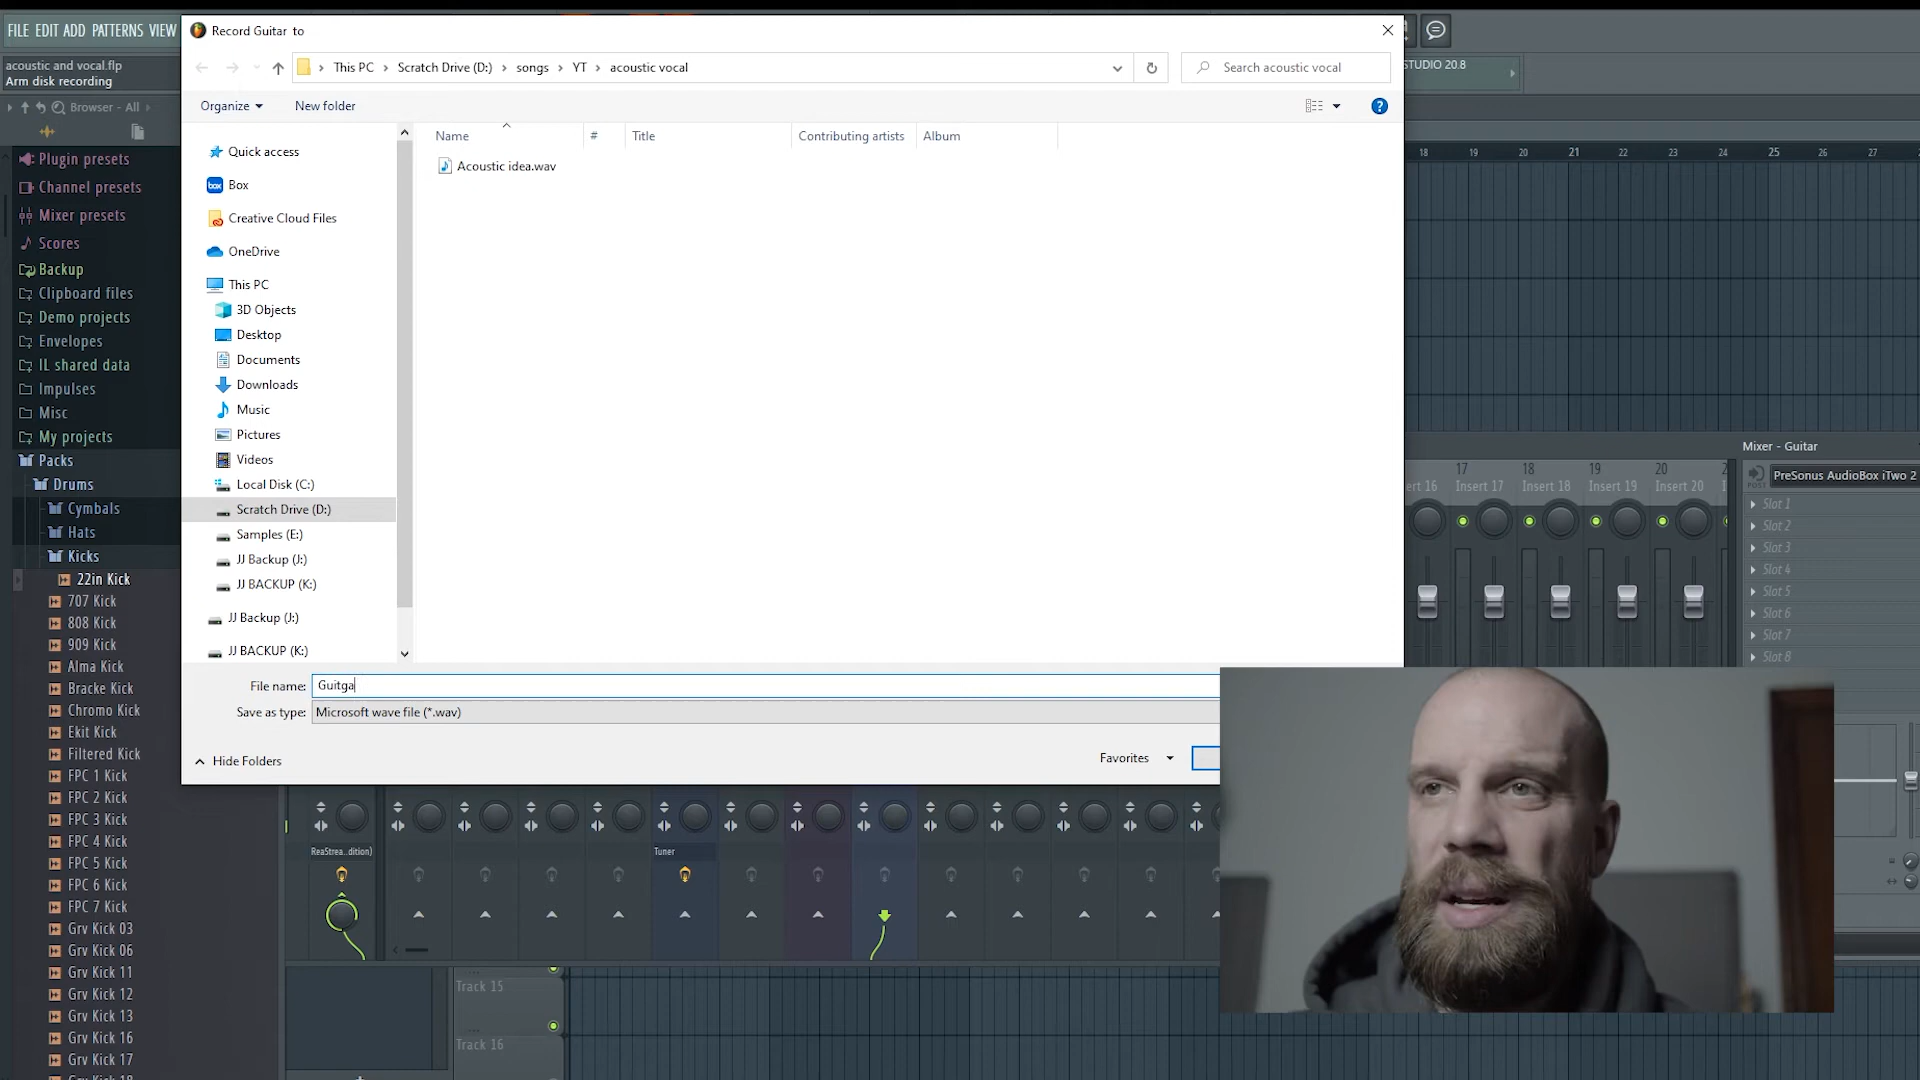 FILE EDIT ADD PATTERNS VIEW
acoustic and vocal.flp
Arm disk recording
Browser - All
Plugin presets
Channel presets
Mixer presets
Scores
Backup
Clipboard files
Demo projects
Envelopes
IL shared data
Impulses
Misc
My projects
Packs
Drums
Cymbals
Hats
Kicks
22in Kick
707 Kick
808 Kick
909 Kick
Alma Kick
Bracke Kick
Chromo Kick
Ekit Kick
Filtered Kick
FPC 1 Kick
FPC 2 Kick
FPC 3 Kick
FPC 4 Kick
FPC 5 Kick
FPC 6 Kick
FPC 7 Kick
Grv Kick 03
Grv Kick 06
Grv Kick 11
Grv Kick 12
Grv Kick 13
Grv Kick 16
Grv Kick 17
Record Guitar to
This PC > Scratch Drive (D:) > songs > YT > acoustic vocal
Search acoustic vocal
Organize
New folder
Name # Title Contributing artists Album
Acoustic idea.wav
Quick access
Box
box
Creative Cloud Files
OneDrive
This PC
3D Objects
Desktop
Documents
Downloads
Music
Pictures
Videos
Local Disk (C:)
Scratch Drive (D:)
Samples (E:)
JJ Backup (J:)
JJ BACKUP (K:)
JJ Backup (J:)
JJ BACKUP (K:)
File name: Guitga
Save as type: Microsoft wave file (*.wav)
Hide Folders
Favorites
STUDIO 20.8
18 19 20 21 22 23 24 25 26 27
Mixer - Guitar
17 18 19 20
ert 16 Insert 17 Insert 18 Insert 19 Insert 20
PreSonus AudioBox iTwo 2
Slot 1
Slot 2
Slot 3
Slot 4
Slot 5
Slot 6
Slot 7
Slot 8
ReaStrea..dition)
Tuner
Track 15
Track 16